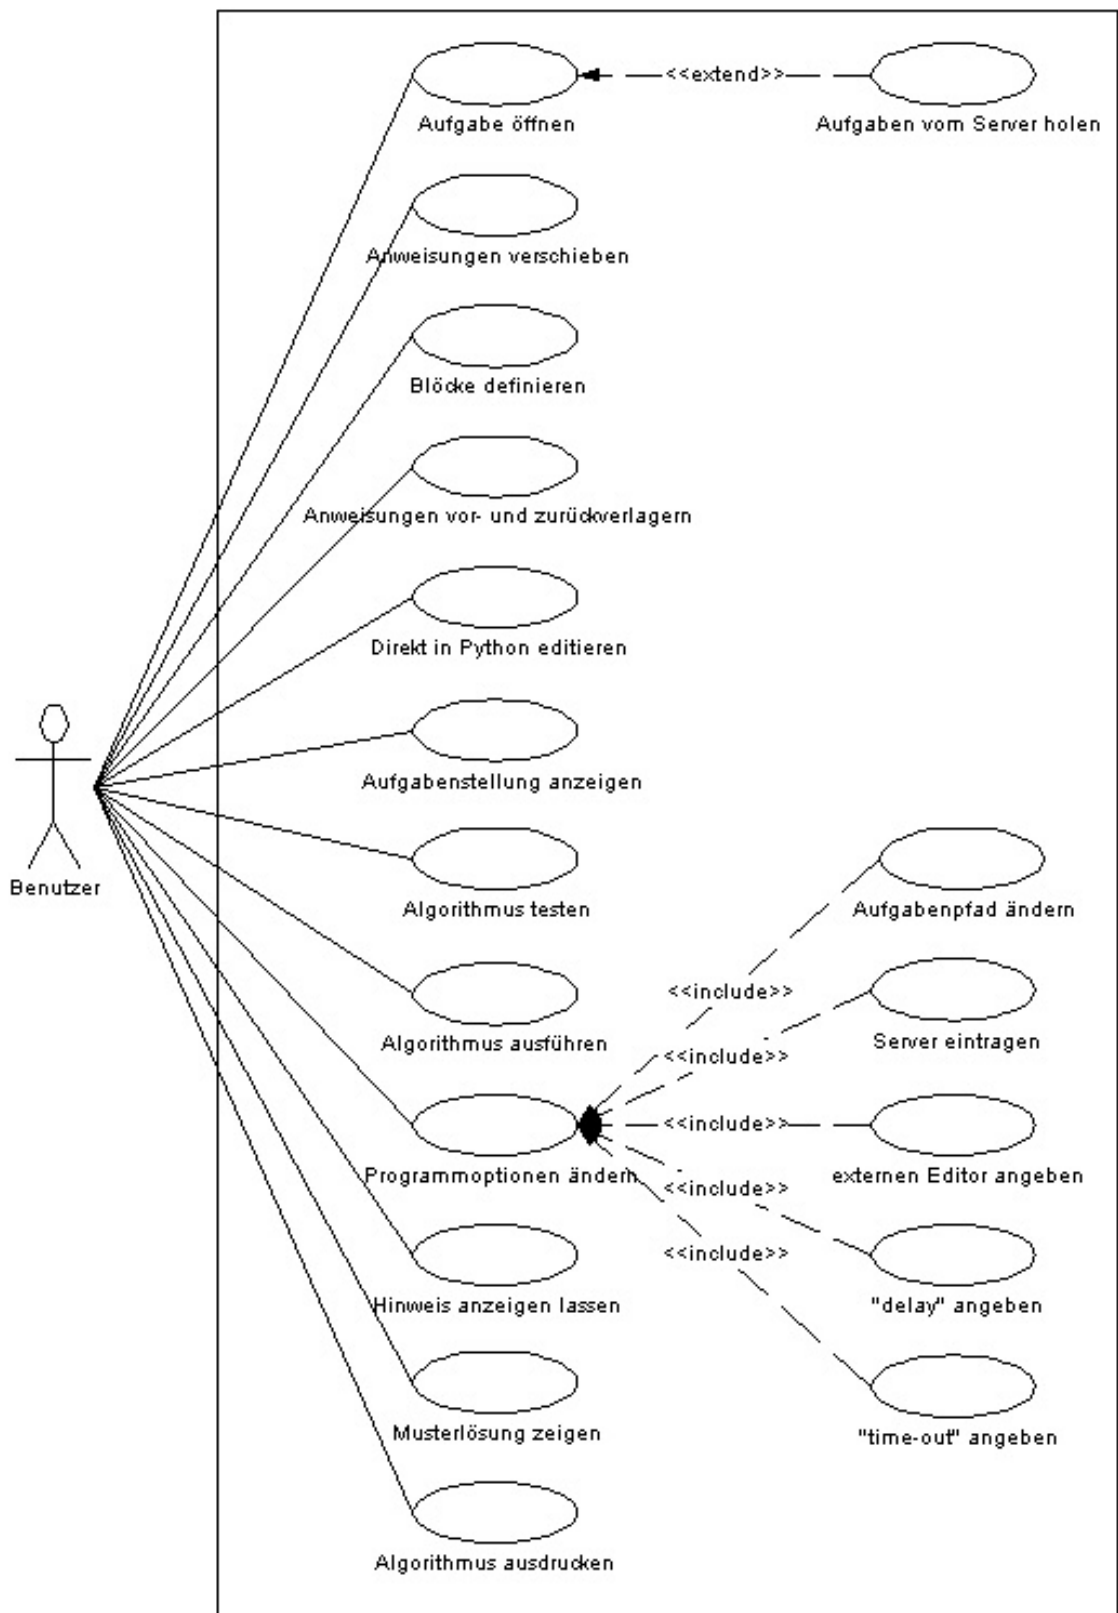 <<extend>>
Aufgabe öffnen
Aufgaben vom Server holen
Anweisungen verschieben
Blöcke definieren
Anweisungen vor- und zurückverlagern
Direkt in Python editieren
Aufgabenstellung anzeigen
Benutzer
Algorithmus testen
Aufgabenpfad ändern
<<include>>
Algorithmus ausführen
Server eintragen
<<include>>
<<include>>
Programmoptionen ändern
externen Editor angeben
<<include>>
<<include>>
Hinweis anzeigen lassen
"delay" angeben
Musterlösung zeigen
"time-out" angeben
Algorithmus ausdrucken